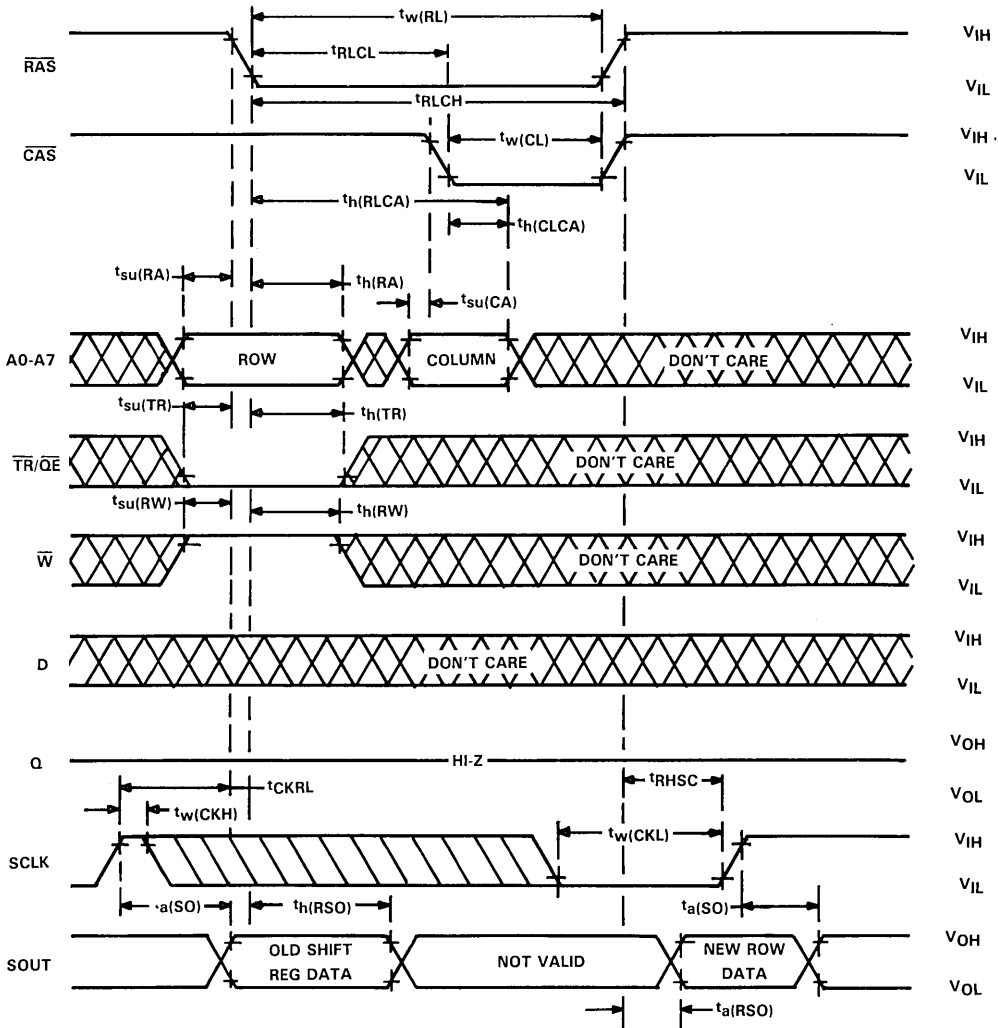 tw(RL)
VIH
tRLCL
RAS
VIL
tRLCH
tw(CL)
VIH
CAS
VIL
th(RLCA)
th(CLCA)
tsu(RA)
th(RA)
tsu(CA)
VIH
A0-A7
ROW
COLUMN
DON'T CARE
VIL
tsu(TR)
th(TR)
VIH
TR/QE
DON'T CARE
VIL
tsu(RW)
th(RW)
VIH
W
DON'T CARE
VIL
VIH
D
DON'T CARE
VIL
VOH
Q
HI-Z
tCKRL
tRHSC
VOL
tw(CKH)
tw(CKL)
VIH
SCLK
VIL
a(SO)
th(RSO)
ta(SO)
VOH
SOUT
OLD SHIFT
REG DATA
NOT VALID
NEW ROW
DATA
VOL
ta(RSO)